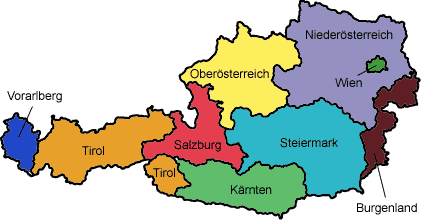 Niederösterreich
Oberösterreich
Wien
Vorarlberg
Tirol
Salzburg
Steiermark
Tirol
Kärnten
Burgenland